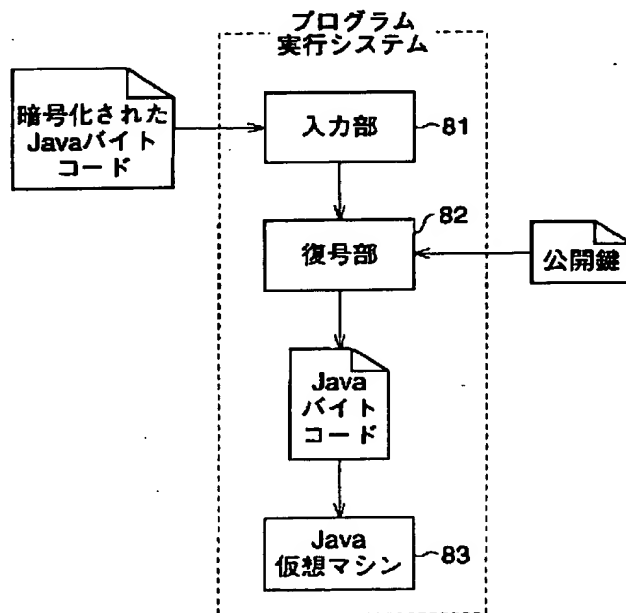 プログラム
実行システム
暗号化された
Javaバイト
コード
入力部
81
82
復号部
公開鍵
Java
バイト
コード
Java
仮想マシン
83